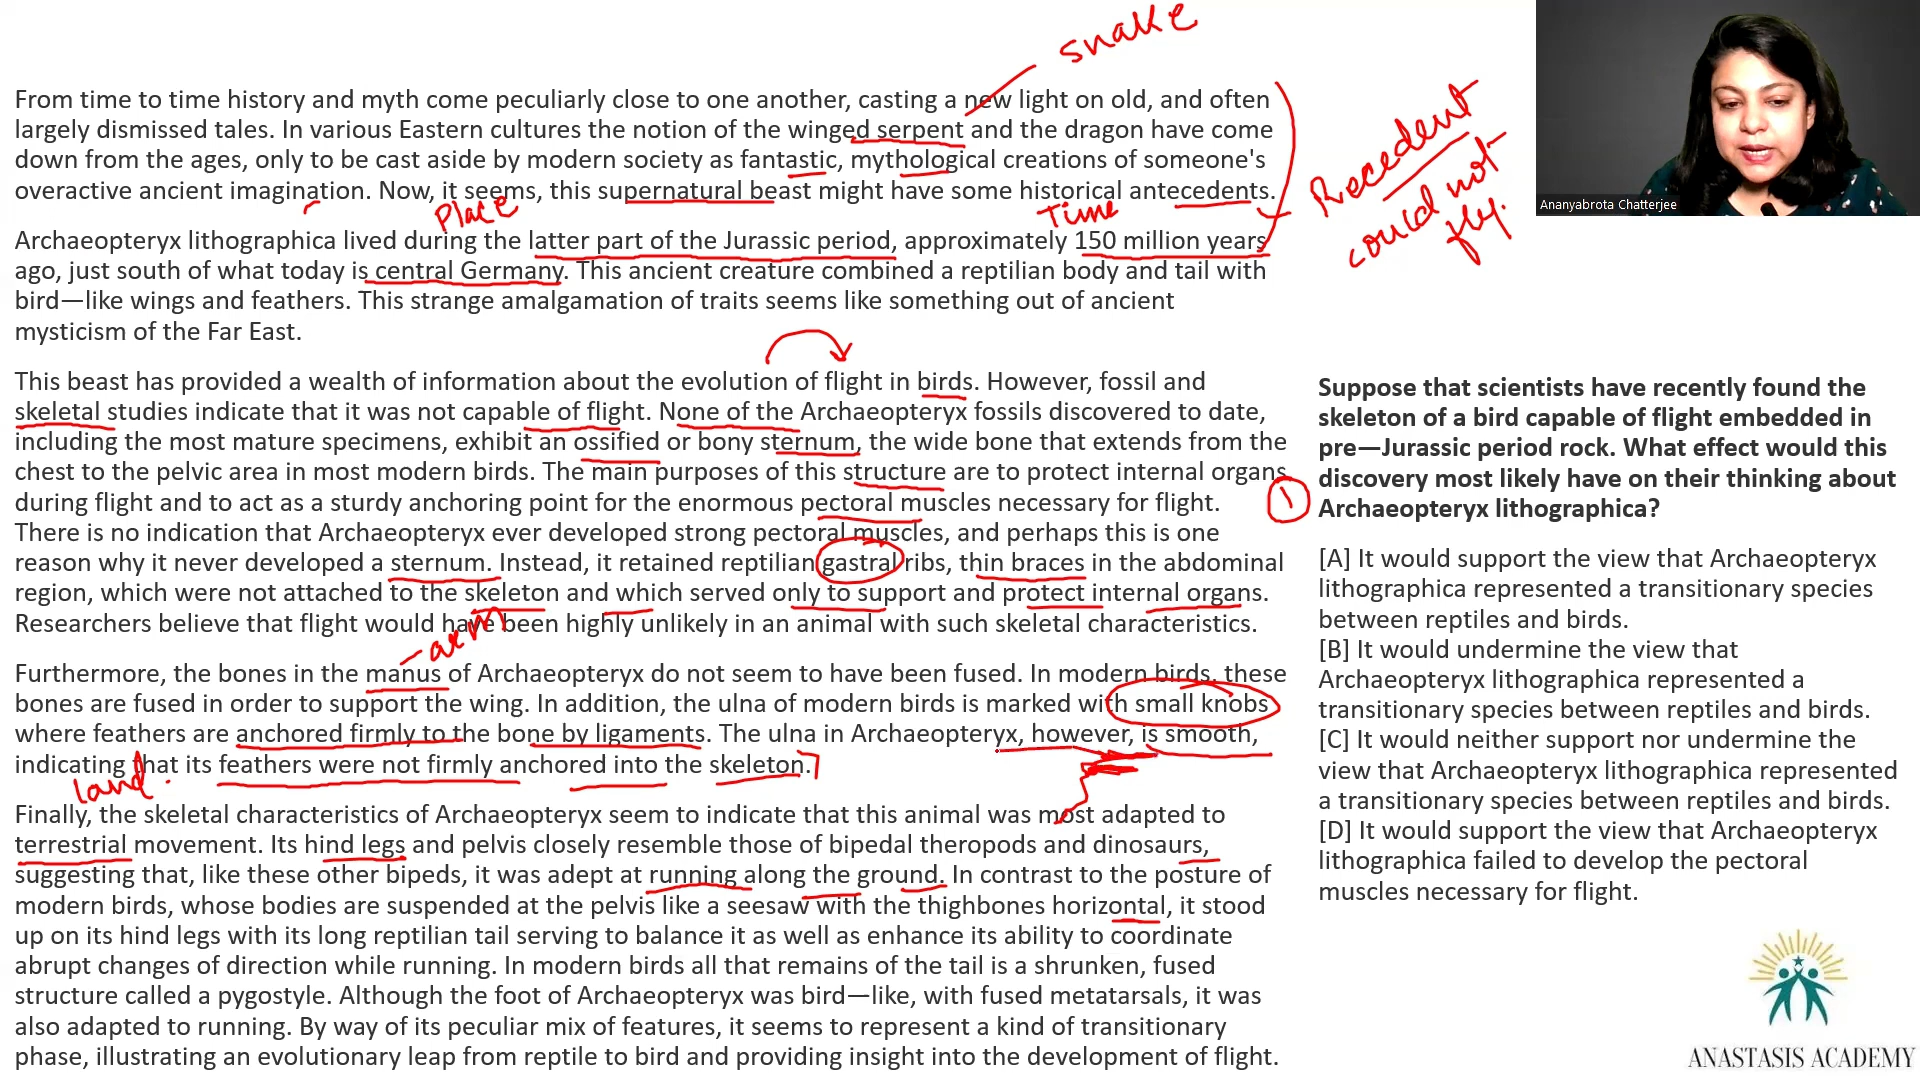 snake
From time to time history and myth come peculiarly close to one another, casting a new light on old, and often
largely dismissed tales. In various Eastern cultures the notion of the winged serpent and the dragon have come
down from the ages, only to be cast aside by modern society as fantastic, mythological creations of someone's
overactive ancient imagination. Now, it seems, this supernatural beast might have some historical antecedents.
Recedent
could not
fly.
Ananyabrota Chatterjee
Place
Time
Archaeopteryx lithographica lived during the latter part of the Jurassic period, approximately 150 million years
ago, just south of what today is central Germany. This ancient creature combined a reptilian body and tail with
bird—like wings and feathers. This strange amalgamation of traits seems like something out of ancient
mysticism of the Far East.
This beast has provided a wealth of information about the evolution of flight in birds. However, fossil and
skeletal studies indicate that it was not capable of flight. None of the Archaeopteryx fossils discovered to date,
including the most mature specimens, exhibit an ossified or bony sternum, the wide bone that extends from the
chest to the pelvic area in most modern birds. The main purposes of this structure are to protect internal organs
during flight and to act as a sturdy anchoring point for the enormous pectoral muscles necessary for flight.
There is no indication that Archaeopteryx ever developed strong pectoral muscles, and perhaps this is one
reason why it never developed a sternum. Instead, it retained reptilian gastral ribs, thin braces in the abdominal
region, which were not attached to the skeleton and which served only to support and protect internal organs.
Researchers believe that flight would have been highly unlikely in an animal with such skeletal characteristics.
arm
Furthermore, the bones in the manus of Archaeopteryx do not seem to have been fused. In modern birds, these
bones are fused in order to support the wing. In addition, the ulna of modern birds is marked with small knobs
where feathers are anchored firmly to the bone by ligaments. The ulna in Archaeopteryx, however, is smooth,
indicating that its feathers were not firmly anchored into the skeleton.
land
Finally, the skeletal characteristics of Archaeopteryx seem to indicate that this animal was most adapted to
terrestrial movement. Its hind legs and pelvis closely resemble those of bipedal theropods and dinosaurs,
suggesting that, like these other bipeds, it was adept at running along the ground. In contrast to the posture of
modern birds, whose bodies are suspended at the pelvis like a seesaw with the thighbones horizontal, it stood
up on its hind legs with its long reptilian tail serving to balance it as well as enhance its ability to coordinate
abrupt changes of direction while running. In modern birds all that remains of the tail is a shrunken, fused
structure called a pygostyle. Although the foot of Archaeopteryx was bird—like, with fused metatarsals, it was
also adapted to running. By way of its peculiar mix of features, it seems to represent a kind of transitionary
phase, illustrating an evolutionary leap from reptile to bird and providing insight into the development of flight.
1
Suppose that scientists have recently found the
skeleton of a bird capable of flight embedded in
pre—Jurassic period rock. What effect would this
discovery most likely have on their thinking about
Archaeopteryx lithographica?
[A] It would support the view that Archaeopteryx
lithographica represented a transitionary species
between reptiles and birds.
[B] It would undermine the view that
Archaeopteryx lithographica represented a
transitionary species between reptiles and birds.
[C] It would neither support nor undermine the
view that Archaeopteryx lithographica represented
a transitionary species between reptiles and birds.
[D] It would support the view that Archaeopteryx
lithographica failed to develop the pectoral
muscles necessary for flight.
ANASTASIS ACADEMY